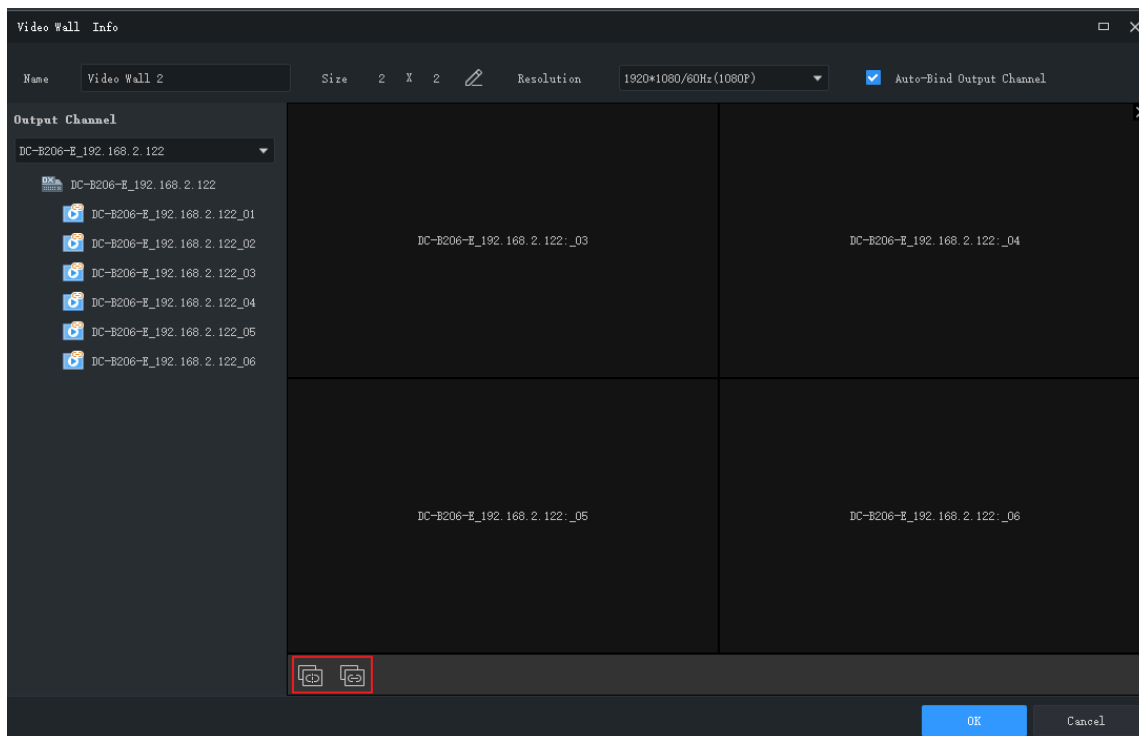 Video Wall Info
Name Video Wall 2 Size 2 X 2 Resolution 1920*1080/60Hz(1080P) Auto-Bind Output Channel
Output Channel
DC-B206-E_192.168.2.122
DC-B206-E_192.168.2.122
DC-B206-E_192.168.2.122_01
DC-B206-E_192.168.2.122_02
DC-B206-E_192.168.2.122_03
DC-B206-E_192.168.2.122_04
DC-B206-E_192.168.2.122_05
DC-B206-E_192.168.2.122_06
DC-B206-E_192.168.2.122:_03 DC-B206-E_192.168.2.122:_04
DC-B206-E_192.168.2.122:_05 DC-B206-E_192.168.2.122:_06
OK Cancel